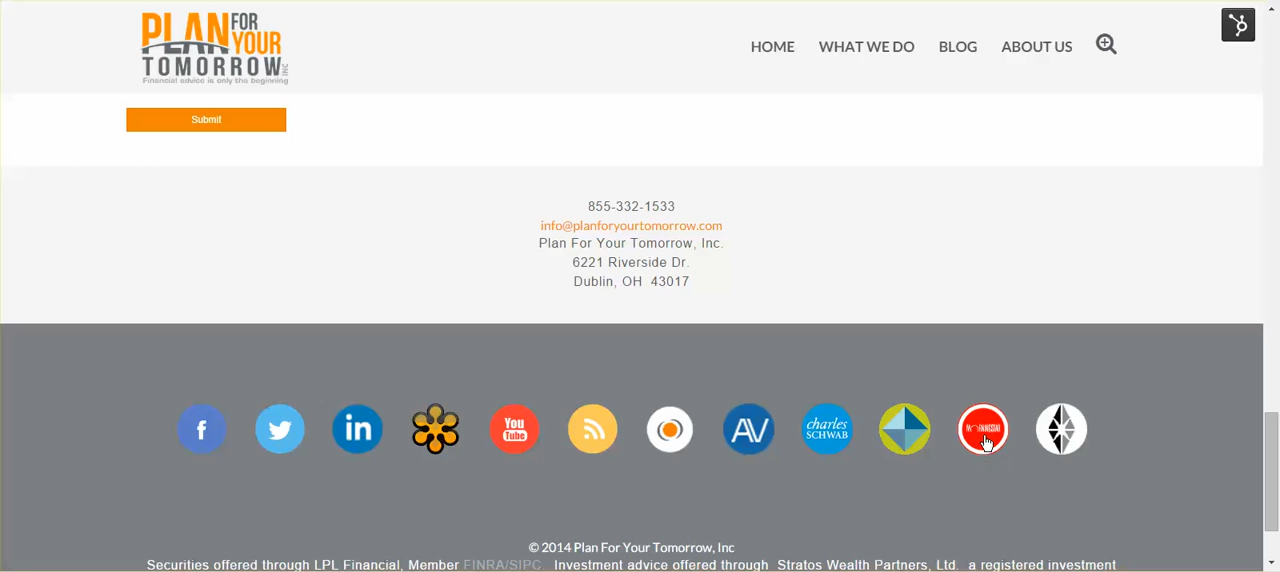 PLAN FOR YOUR
TOMORROW INC
Financial advice is only the beginning
HOME WHAT WE DO BLOG ABOUT US
Submit
855-332-1533
info@planforyourtomorrow.com
Plan For Your Tomorrow, Inc.
6221 Riverside Dr.
Dublin, OH 43017
f in You Tube AV charles SCHWAB MORNINGSTAR
© 2014 Plan For Your Tomorrow, Inc
Securities offered through LPL Financial, Member FINRA/SIPC. Investment advice offered through Stratos Wealth Partners, Ltd. a registered investment